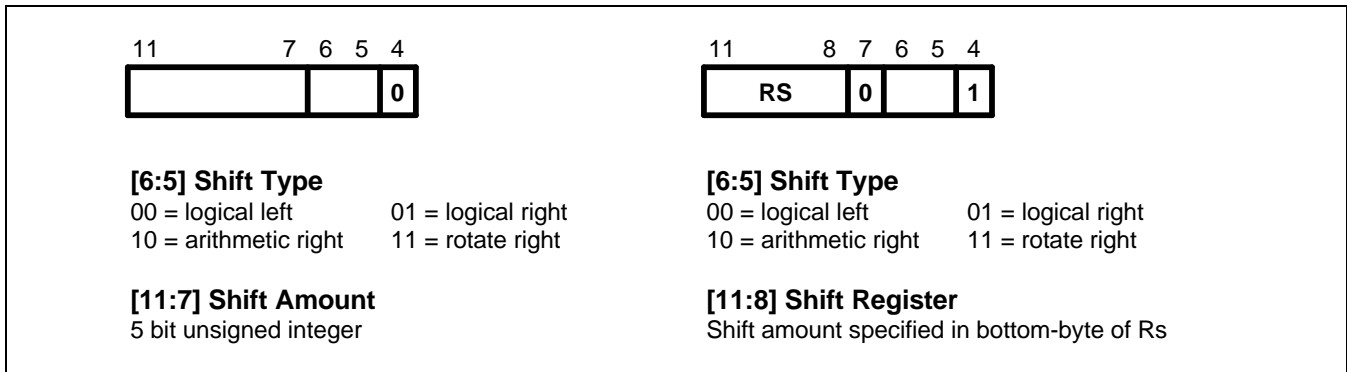 11 7 6 5 4
0
[6:5] Shift Type
00 = logical left 01 = logical right
10 = arithmetic right 11 = rotate right
[11:7] Shift Amount
5 bit unsigned integer
11 8 7 6 5 4
RS 0 1
[6:5] Shift Type
00 = logical left 01 = logical right
10 = arithmetic right 11 = rotate right
[11:8] Shift Register
Shift amount specified in bottom-byte of Rs